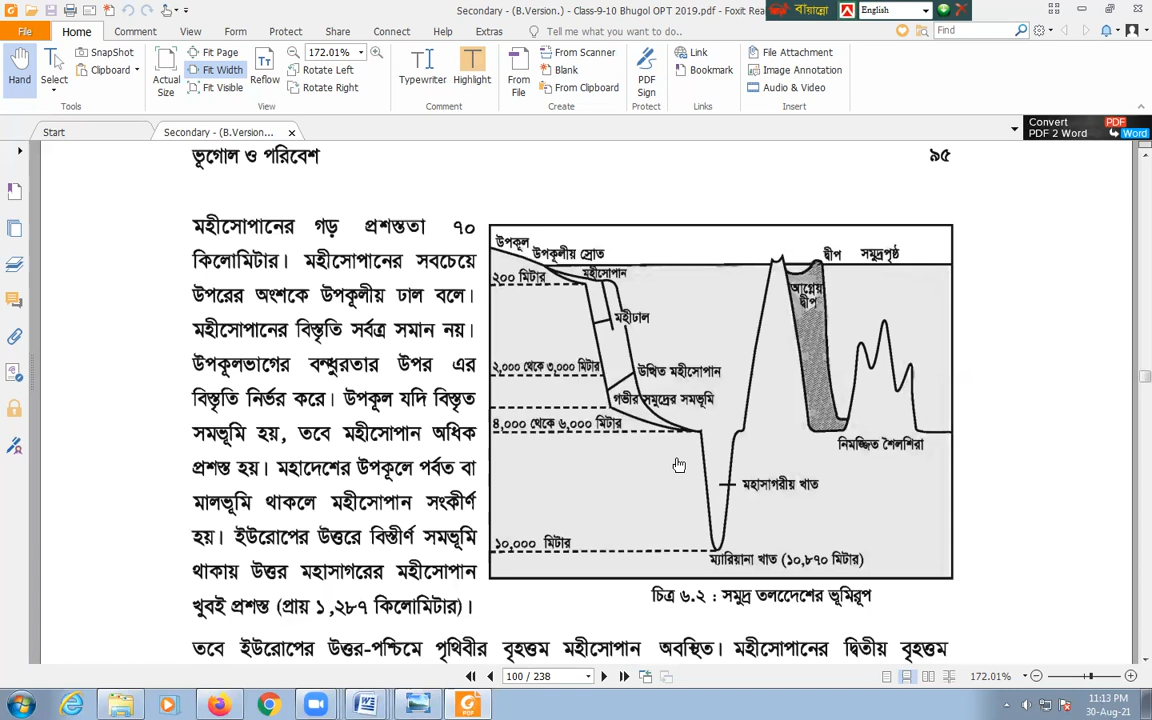 Secondary - (B.Version.) - Class-9-10 Bhugol OPT 2019.pdf - Foxit Rea
বাঁয়ান্নো English
File Home Comment View Form Protect Share Connect Help Extras Tell me what you want to do... Find
Hand
Select
SnapShot
Clipboard
Actual Size
Fit Page
Fit Width
Fit Visible
Reflow
172.01%
Rotate Left
Rotate Right
Typewriter
Highlight
From File
From Scanner
Blank
From Clipboard
PDF Sign
Link
Bookmark
File Attachment
Image Annotation
Audio & Video
Tools View Comment Create Protect Links Insert
Start
Secondary - (B.Version...
Convert PDF
PDF 2 Word Word
ভূগোল ও পরিবেশ ৯৫
মহীসোপানের গড় প্রশস্ততা ৭০
কিলোমিটার। মহীসোপানের সবচেয়ে
উপরের অংশকে উপকূলীয় ঢাল বলে।
মহীসোপানের বিস্তৃতি সর্বত্র সমান নয়।
উপকূলভাগের বন্ধুরতার উপর এর
বিস্তৃতি নির্ভর করে। উপকূল যদি বিস্তৃত
সমভূমি হয়, তবে মহীসোপান অধিক
প্রশস্ত হয়। মহাদেশের উপকূলে পর্বত বা
মালভূমি থাকলে মহীসোপান সংকীর্ণ
হয়। ইউরোপের উত্তরে বিস্তীর্ণ সমভূমি
থাকায় উত্তর মহাসাগরের মহীসোপান
খুবই প্রশস্ত (প্রায় ১,২৮৭ কিলোমিটার)।
উপকূল
উপকূলীয় স্রোত
দ্বীপ
সমুদ্রপৃষ্ঠ
২০০ মিটার
মহীসোপান
আগ্নেয় দ্বীপ
মহীঢাল
২,০০০ থেকে ৩,০০০ মিটার
উত্থিত মহীসোপান
গভীর সমুদ্রের সমভূমি
৪,০০০ থেকে ৬,০০০ মিটার
নিমজ্জিত শৈলশিরা
মহাসাগরীয় খাত
১০,০০০ মিটার
ম্যারিয়ানা খাত (১০,৮৭০ মিটার)
চিত্র ৬.২ : সমুদ্র তলদেশের ভূমিরূপ
তবে ইউরোপের উত্তর-পশ্চিমে পৃথিবীর বৃহত্তম মহীসোপান অবস্থিত। মহীসোপানের দ্বিতীয় বৃহত্তম
100 / 238
172.01%
11:13 PM
30-Aug-21